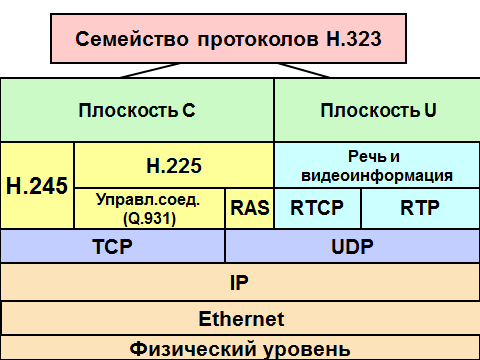 Семейство протоколов H.323
Плоскость C
Плоскость U
H.245
H.225
Речь и
видеоинформация
Управл.соед.
(Q.931)
RAS
RTCP
RTP
TCP
UDP
IP
Ethernet
Физический уровень